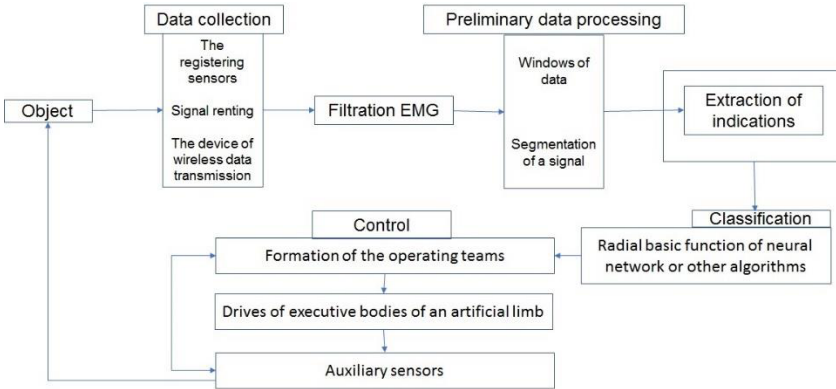 Data collection
Preliminary data processing
The
registering
sensors
Signal renting
The device of
wireless data
transmission
Object
Filtration EMG
Windows of
data
Segmentation
of a signal
Extraction of
indications
Classification
Radial basic function of neural
network or other algorithms
Control
Formation of the operating teams
Drives of executive bodies of an artificial limb
Auxiliary sensors